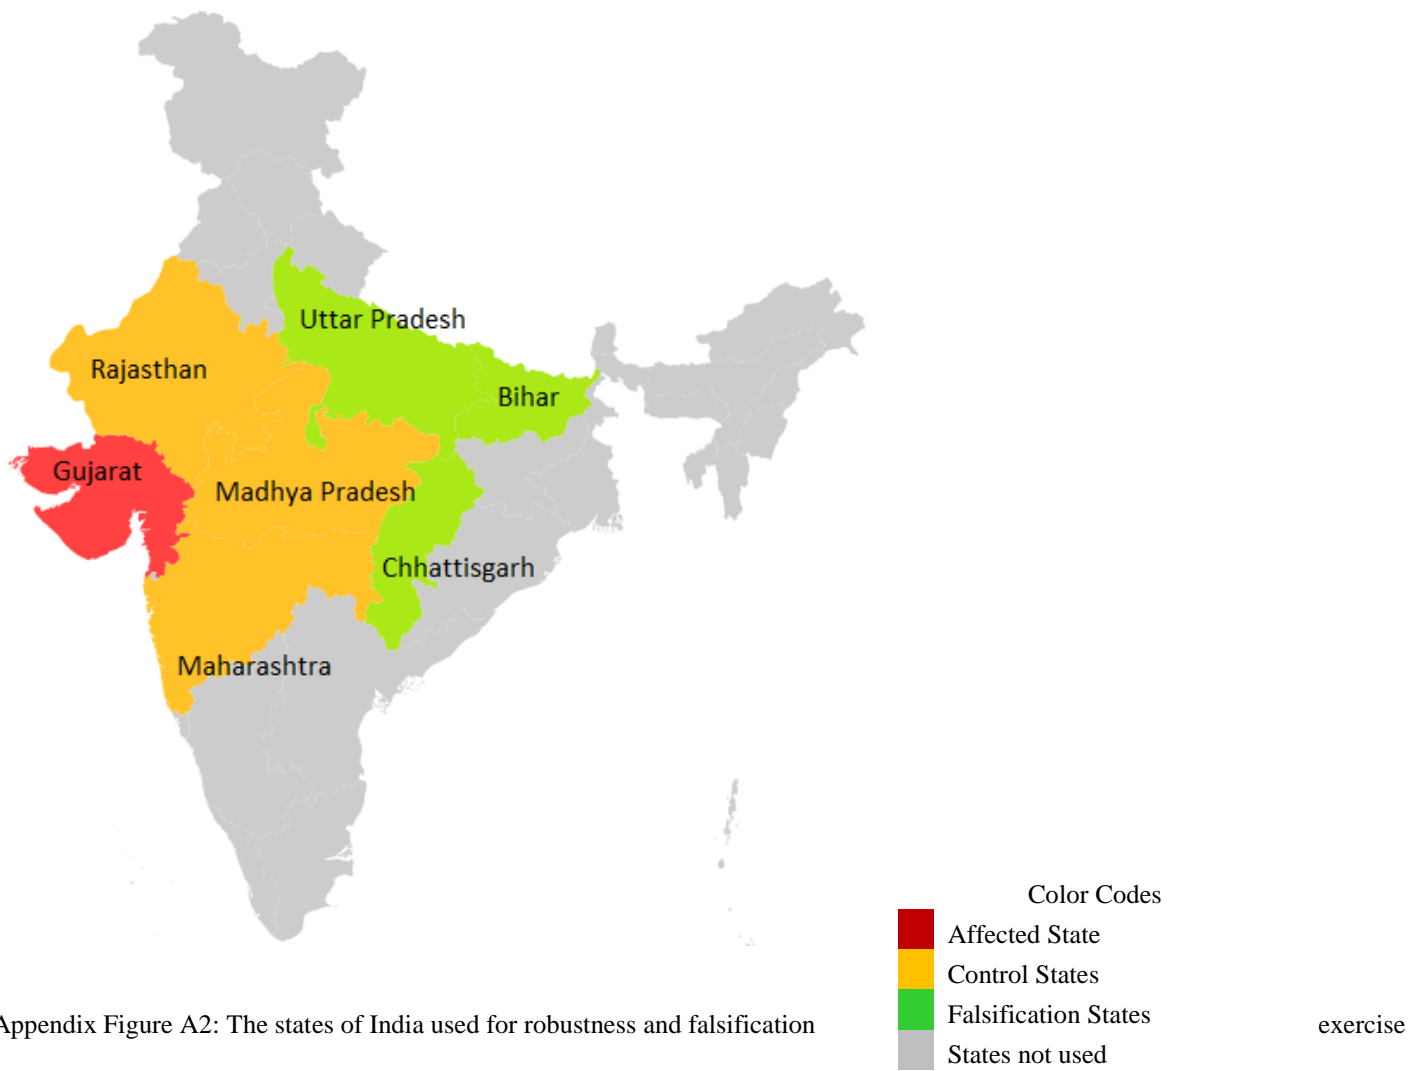 Uttar Pradesh
Rajasthan
Bihar
Gujarat
Madhya Pradesh
Chhattisgarh
Maharashtra
Color Codes
Affected State
Control States
Falsification States
States not used
Appendix Figure A2: The states of India used for robustness and falsification exercise